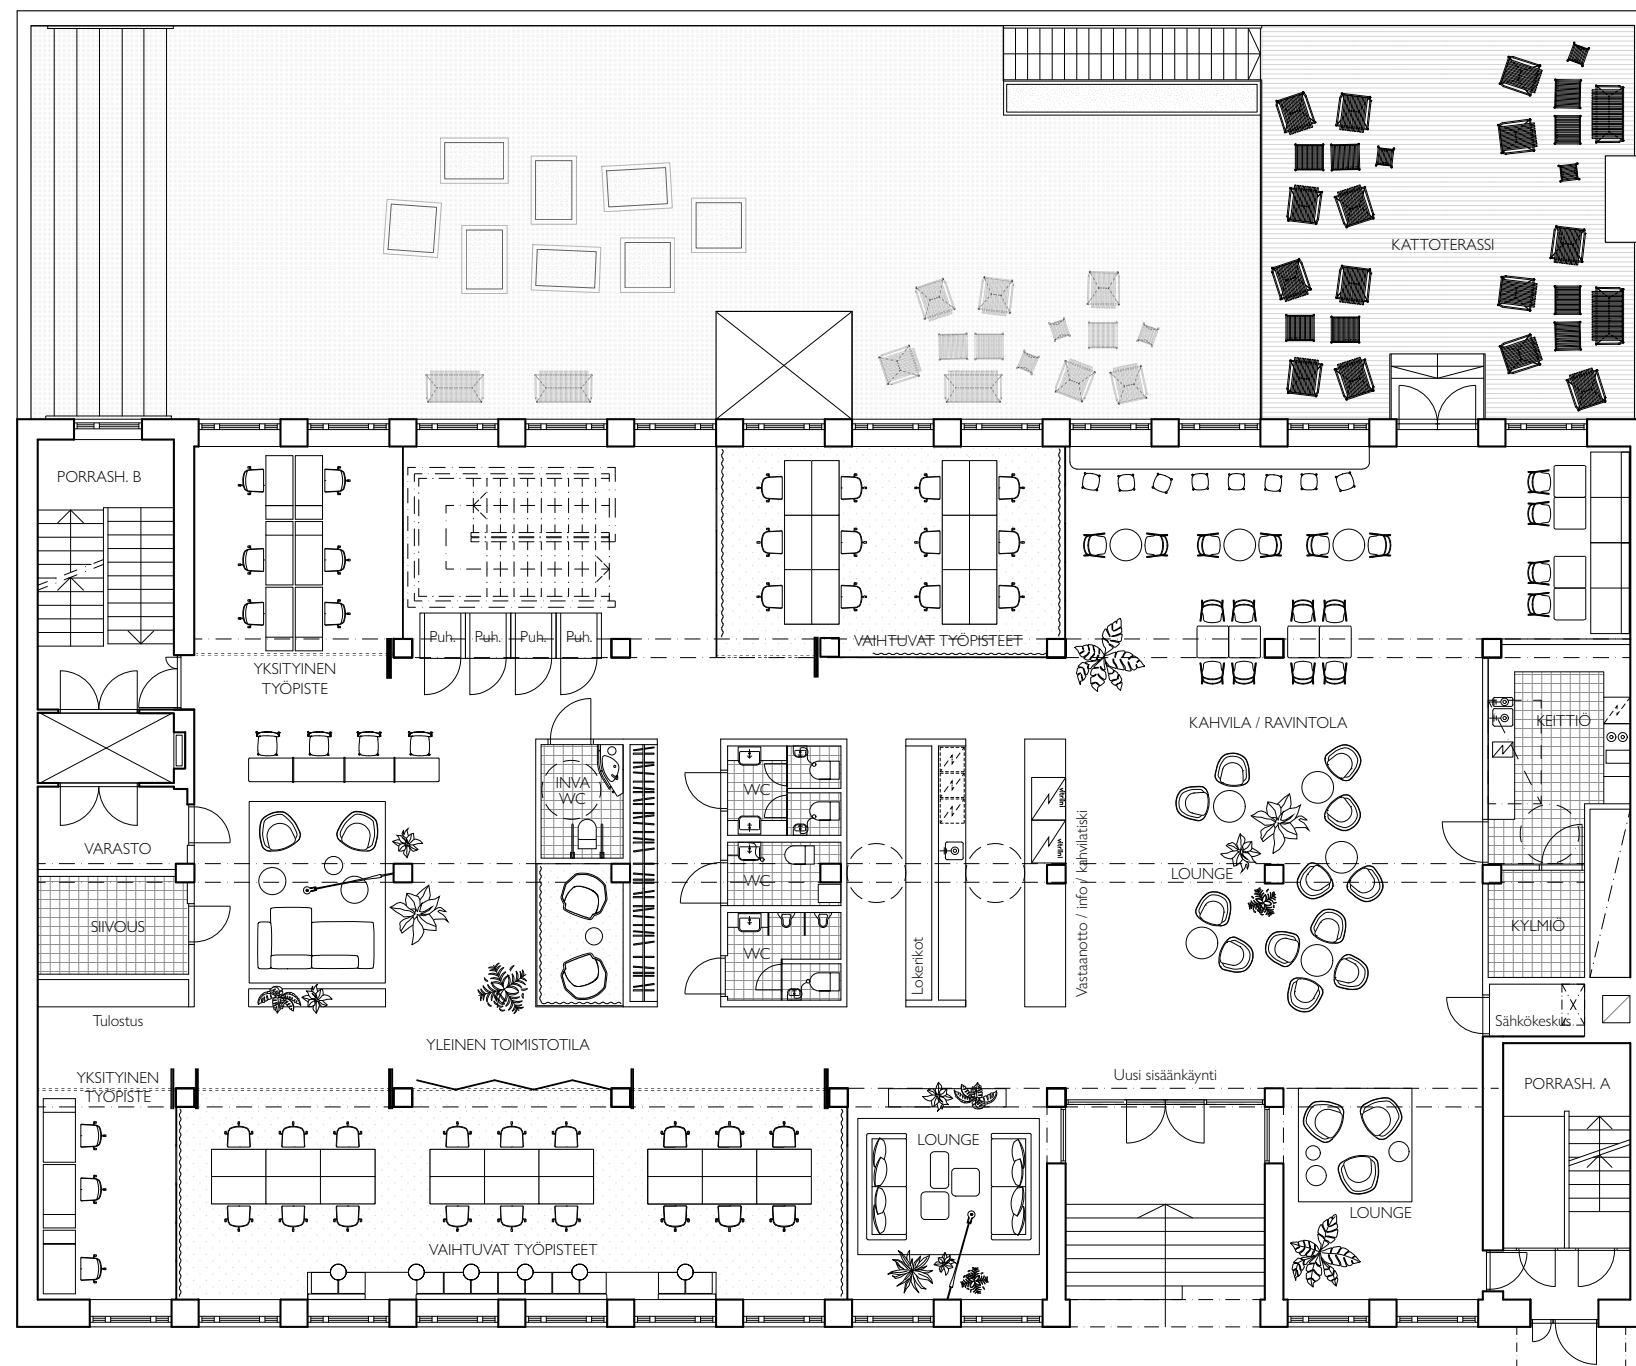 KATTOTERASSI
PORRASH. B
Puh.
Puh.
Puh.
Puh.
VAIHTUVAT TYÖPISTEET
YKSITYINEN
TYÖPISTE
KAHVILA / RAVINTOLA
KEITTIÖ
INVA
WC
WC
vitriini
vitriini
VARASTO
WC
LOUNGE
Vastaanotto / info / kahvilatiski
SIIVOUS
WC
Lokerikot
KYLMIÖ
Tulostus
Sähkökeskus
YLEINEN TOIMISTOTILA
YKSITYINEN
TYÖPISTE
Uusi sisäänkäynti
PORRASH. A
LOUNGE
LOUNGE
VAIHTUVAT TYÖPISTEET